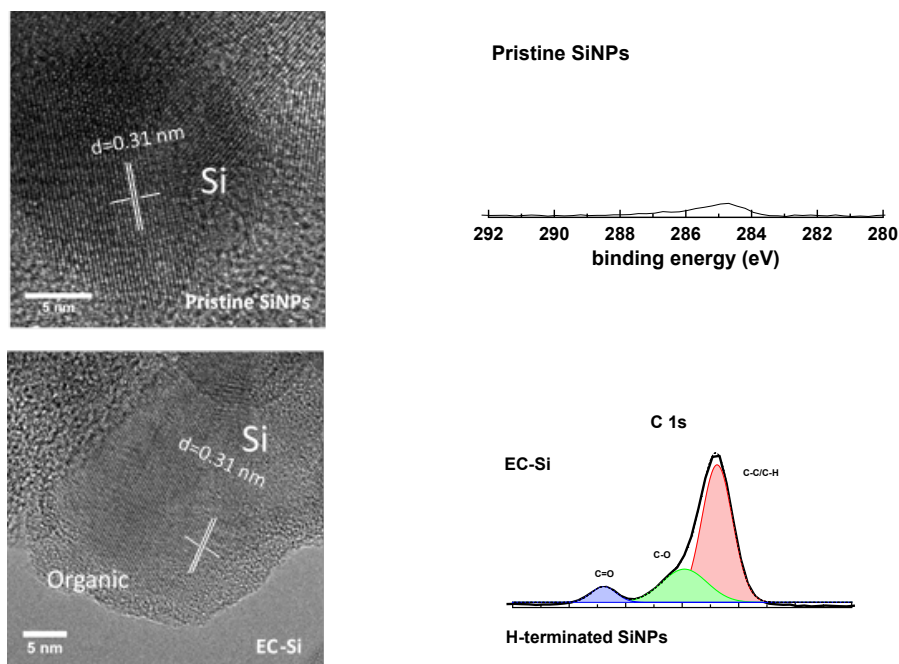 d=0.31 nm
Si
5 nm
Pristine SiNPs
Pristine SiNPs
292 290 288 286 284 282 280
binding energy (eV)
Si
d=0.31 nm
Organic
5 nm
EC-Si
C 1s
EC-Si
C-C/C-H
C-O
C=O
H-terminated SiNPs